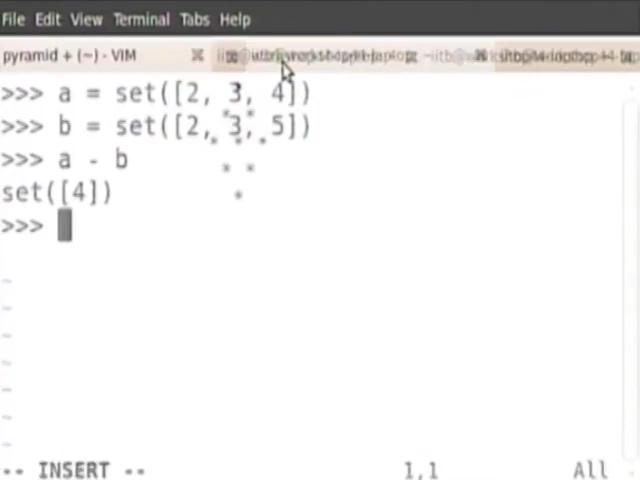 File Edit View Terminal Tabs Help
pyramid + (~) - VIM
>>> a = set([2, 3, 4])
>>> b = set([2, 3, 5])
>>> a - b
set([4])
>>>
~
~
~
~
~
~
~
-- INSERT -- 1,1 All